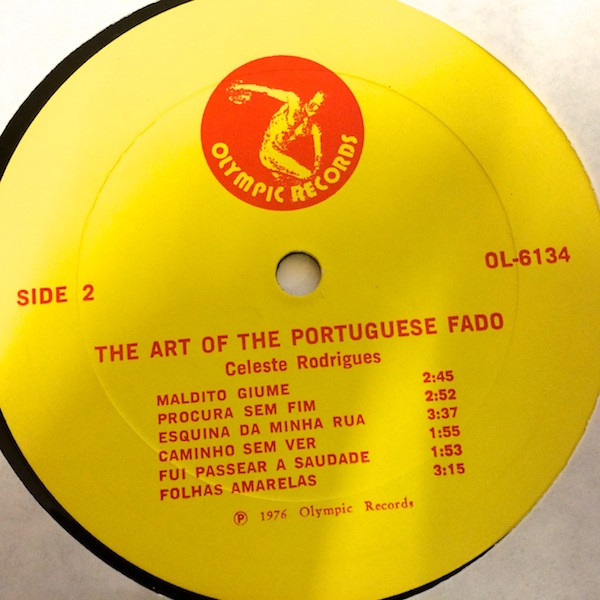 OLYMPIC RECORDS
SIDE 2
OL-6134
THE ART OF THE PORTUGUESE FADO
Celeste Rodrigues
MALDITO GIUME 2:45
PROCURA SEM FIM 2:52
ESQUINA DA MINHA RUA 3:37
CAMINHO SEM VER 1:55
FUI PASSEAR A SAUDADE 1:53
FOLHAS AMARELAS 3:15
℗ 1976 Olympic Records